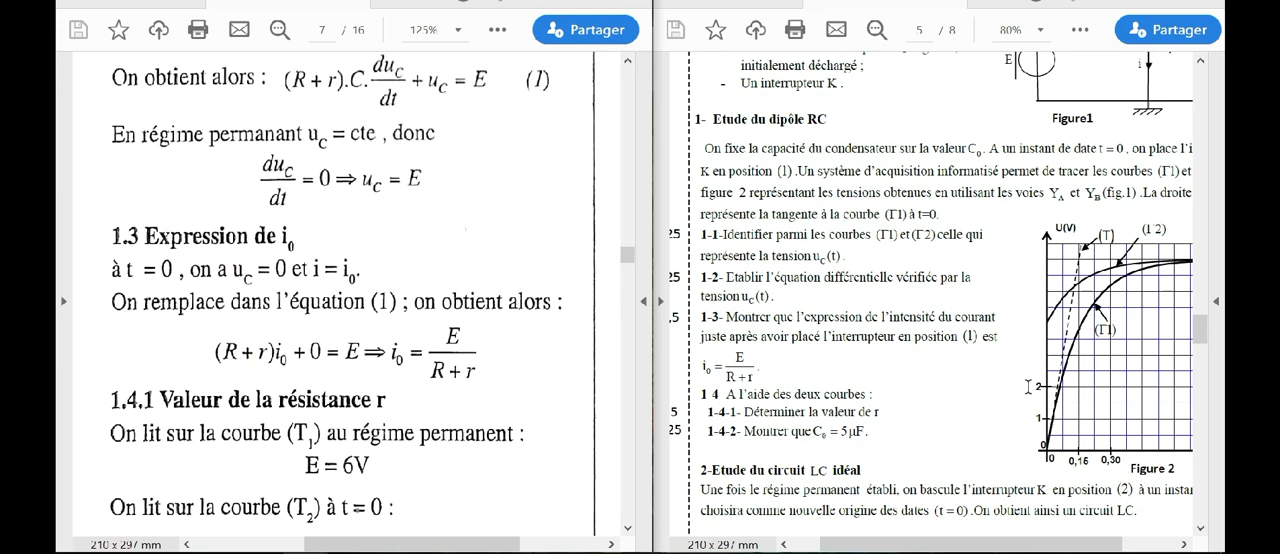 7 / 16
125%
Partager
On obtient alors : (R + r).C. du_C/dt + u_C = E (1)
En régime permanant u_C = cte , donc
du_C/dt = 0 ⇒ u_C = E
1.3 Expression de i_0
à t = 0 , on a u_C = 0 et i = i_0.
On remplace dans l'équation (1) ; on obtient alors :
(R + r)i_0 + 0 = E ⇒ i_0 = E/(R + r)
1.4.1 Valeur de la résistance r
On lit sur la courbe (T_1) au régime permanent :
E = 6V
On lit sur la courbe (T_2) à t = 0 :
210 x 297 mm
5 / 8
80%
Partager
initialement déchargé ;
- Un interrupteur K .
E
i
Figure1
1- Etude du dipôle RC
On fixe la capacité du condensateur sur la valeur C_0. A un instant de date t = 0 , on place l'i
K en position (1) .Un système d'acquisition informatisé permet de tracer les courbes (Γ1) et
figure 2 représentant les tensions obtenues en utilisant les voies Y_A et Y_B (fig.1) .La droite
représente la tangente à la courbe (Γ1) à t=0.
25 1-1-Identifier parmi les courbes (Γ1) et (Γ2) celle qui
représente la tension u_c(t) .
25 1-2- Etablir l'équation différentielle vérifiée par la
tension u_c(t) .
,5 1-3- Montrer que l'expression de l'intensité du courant
juste après avoir placé l'interrupteur en position (1) est
i_0 = E/(R+r) .
1 4 A l'aide des deux courbes :
5 1-4-1- Déterminer la valeur de r
25 1-4-2- Montrer que C_0 = 5μF.
U(V)
(T)
(Γ2)
(Γ1)
2
1
0
0 0,16 0,30
Figure 2
2-Etude du circuit LC idéal
Une fois le régime permanent établi, on bascule l'interrupteur K en position (2) à un instan
choisira comme nouvelle origine des dates (t = 0) .On obtient ainsi un circuit LC.
210 x 297 mm